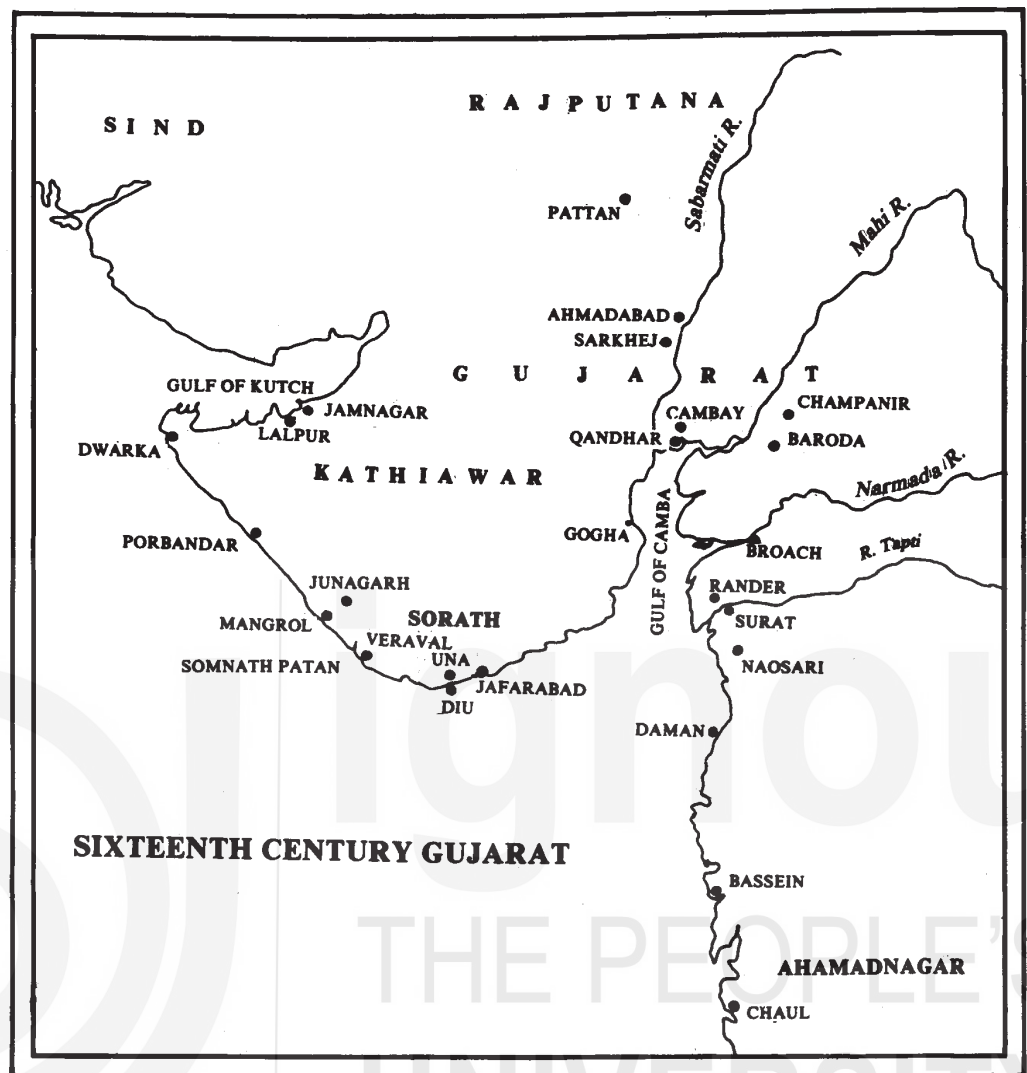 RAJPUTANA
SIND
Sabarmati R.
PATTAN
Mahi R.
AHMADABAD
SARKHEJ
GUJARAT
GULF OF KUTCH
JAMNAGAR
LALPUR
CAMBAY
CHAMPANIR
QANDHAR
BARODA
DWARKA
KATHIAWAR
Narmada R.
GOGHA
GULF OF CAMBA
PORBANDAR
BROACH
R. Tapti
JUNAGARH
RANDER
MANGROL
SORATH
SURAT
VERAVAL
SOMNATH PATAN
UNA
NAOSARI
JAFARABAD
DIU
DAMAN
SIXTEENTH CENTURY GUJARAT
BASSEIN
AHAMADNAGAR
CHAUL
ignou
THE PEOPLE'S
UNIVERSITY